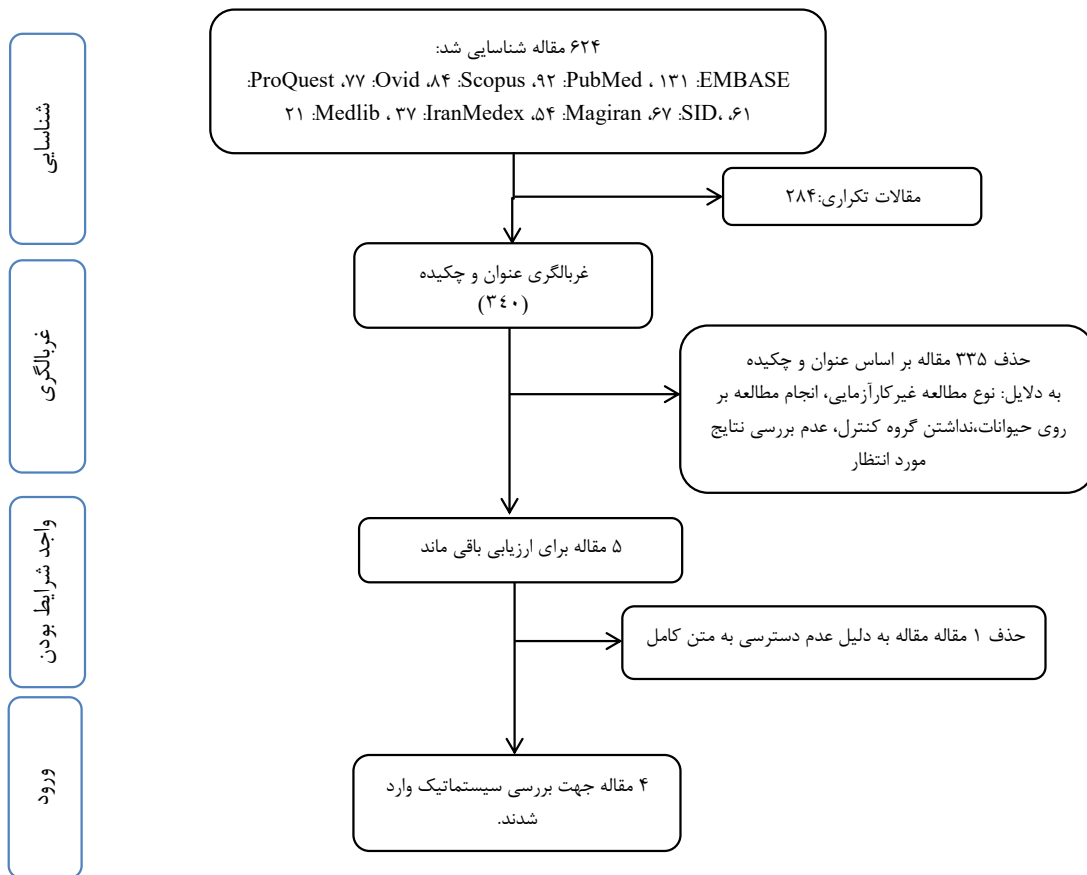 شناسایی
۶۲۴ مقاله شناسایی شد:
EMBASE: ۱۳۱ ، PubMed: ۹۲، Scopus: ۸۴، Ovid: ۷۷، ProQuest:
۶۱، ،SID: ۶۷، Magiran: ۵۴، IranMedex: ۳۷ ، Medlib: ۲۱
مقالات تکراری:۲۸۴
غربالگری
غربالگری عنوان و چکیده
(٣٤٠)
حذف ۳۳۵ مقاله بر اساس عنوان و چکیده
به دلایل: نوع مطالعه غیرکارآزمایی، انجام مطالعه بر
روی حیوانات،نداشتن گروه کنترل، عدم بررسی نتایج
مورد انتظار
واجد شرایط بودن
۵ مقاله برای ارزیابی باقی ماند
حذف ۱ مقاله مقاله به دلیل عدم دسترسی به متن کامل
ورود
۴ مقاله جهت بررسی سیستماتیک وارد
شدند.